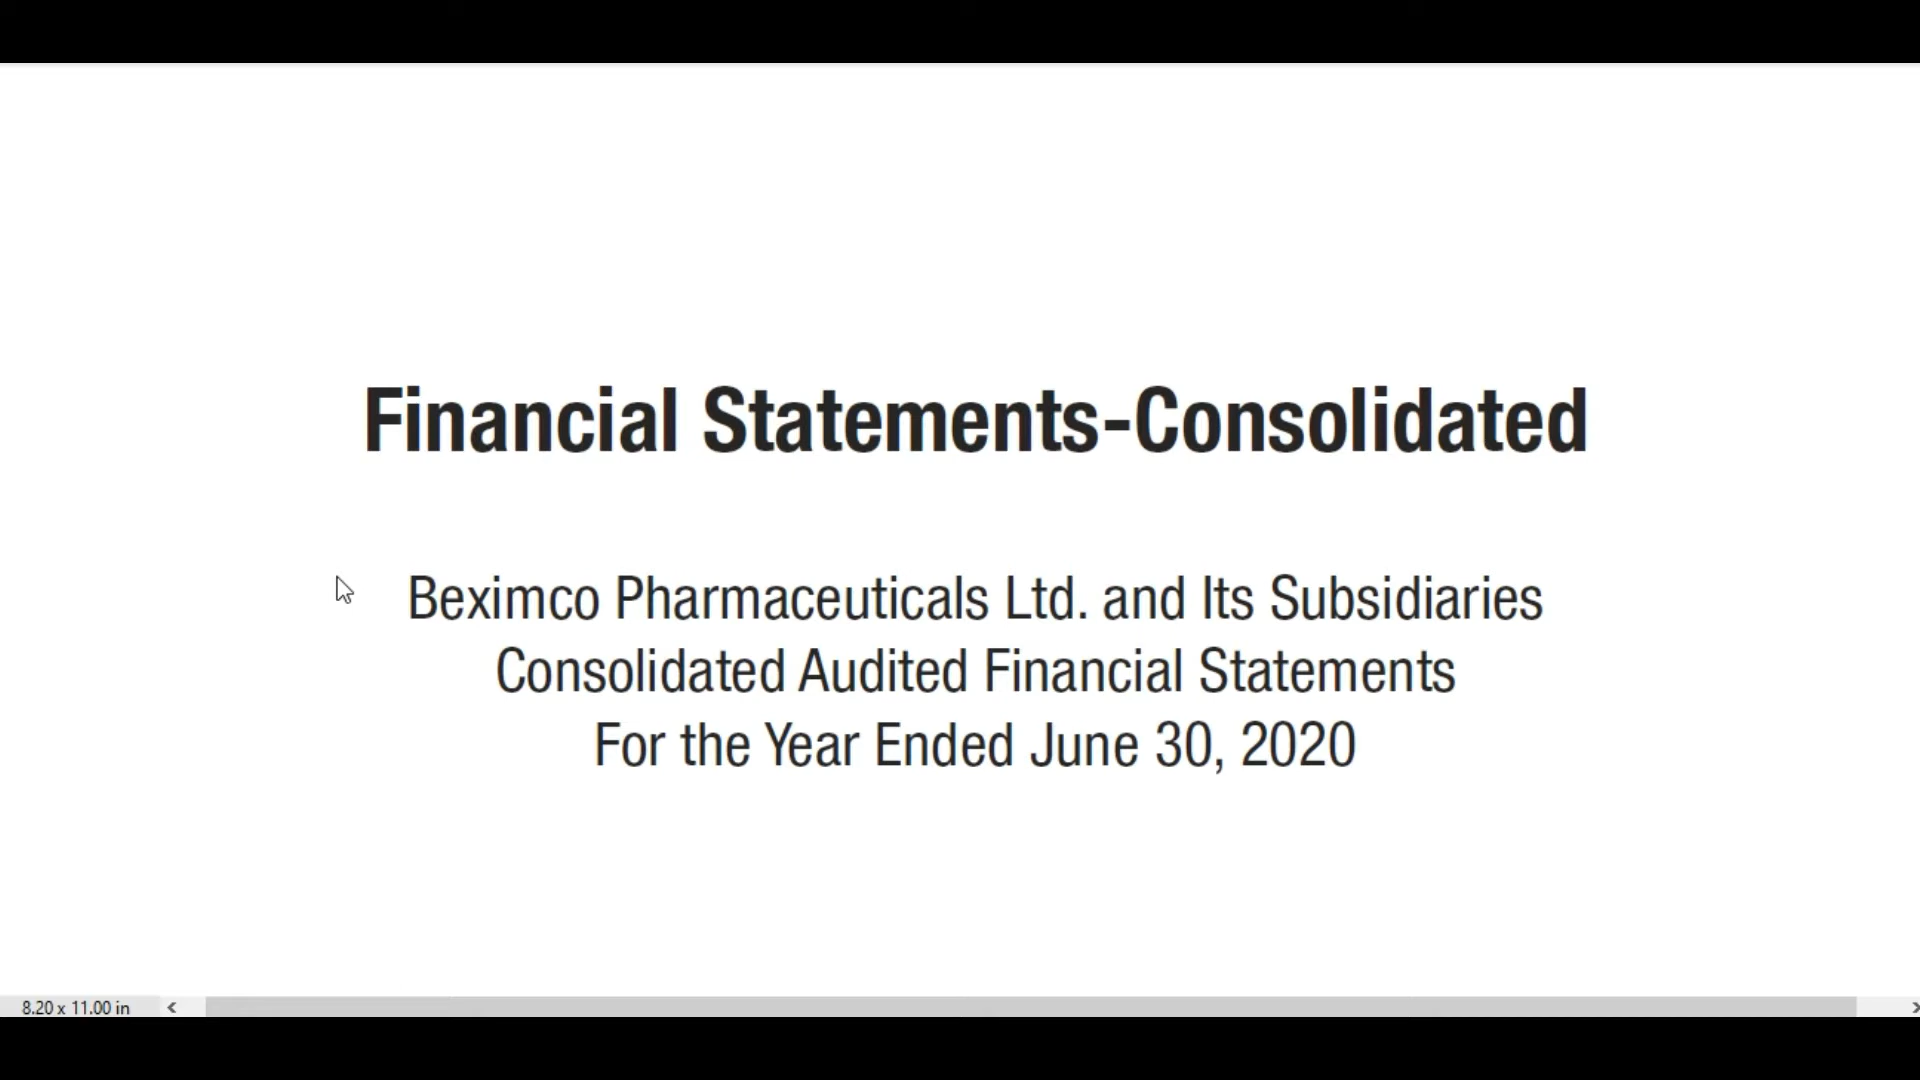 Financial Statements-Consolidated
Beximco Pharmaceuticals Ltd. and Its Subsidiaries
Consolidated Audited Financial Statements
For the Year Ended June 30, 2020
8.20 x 11.00 in